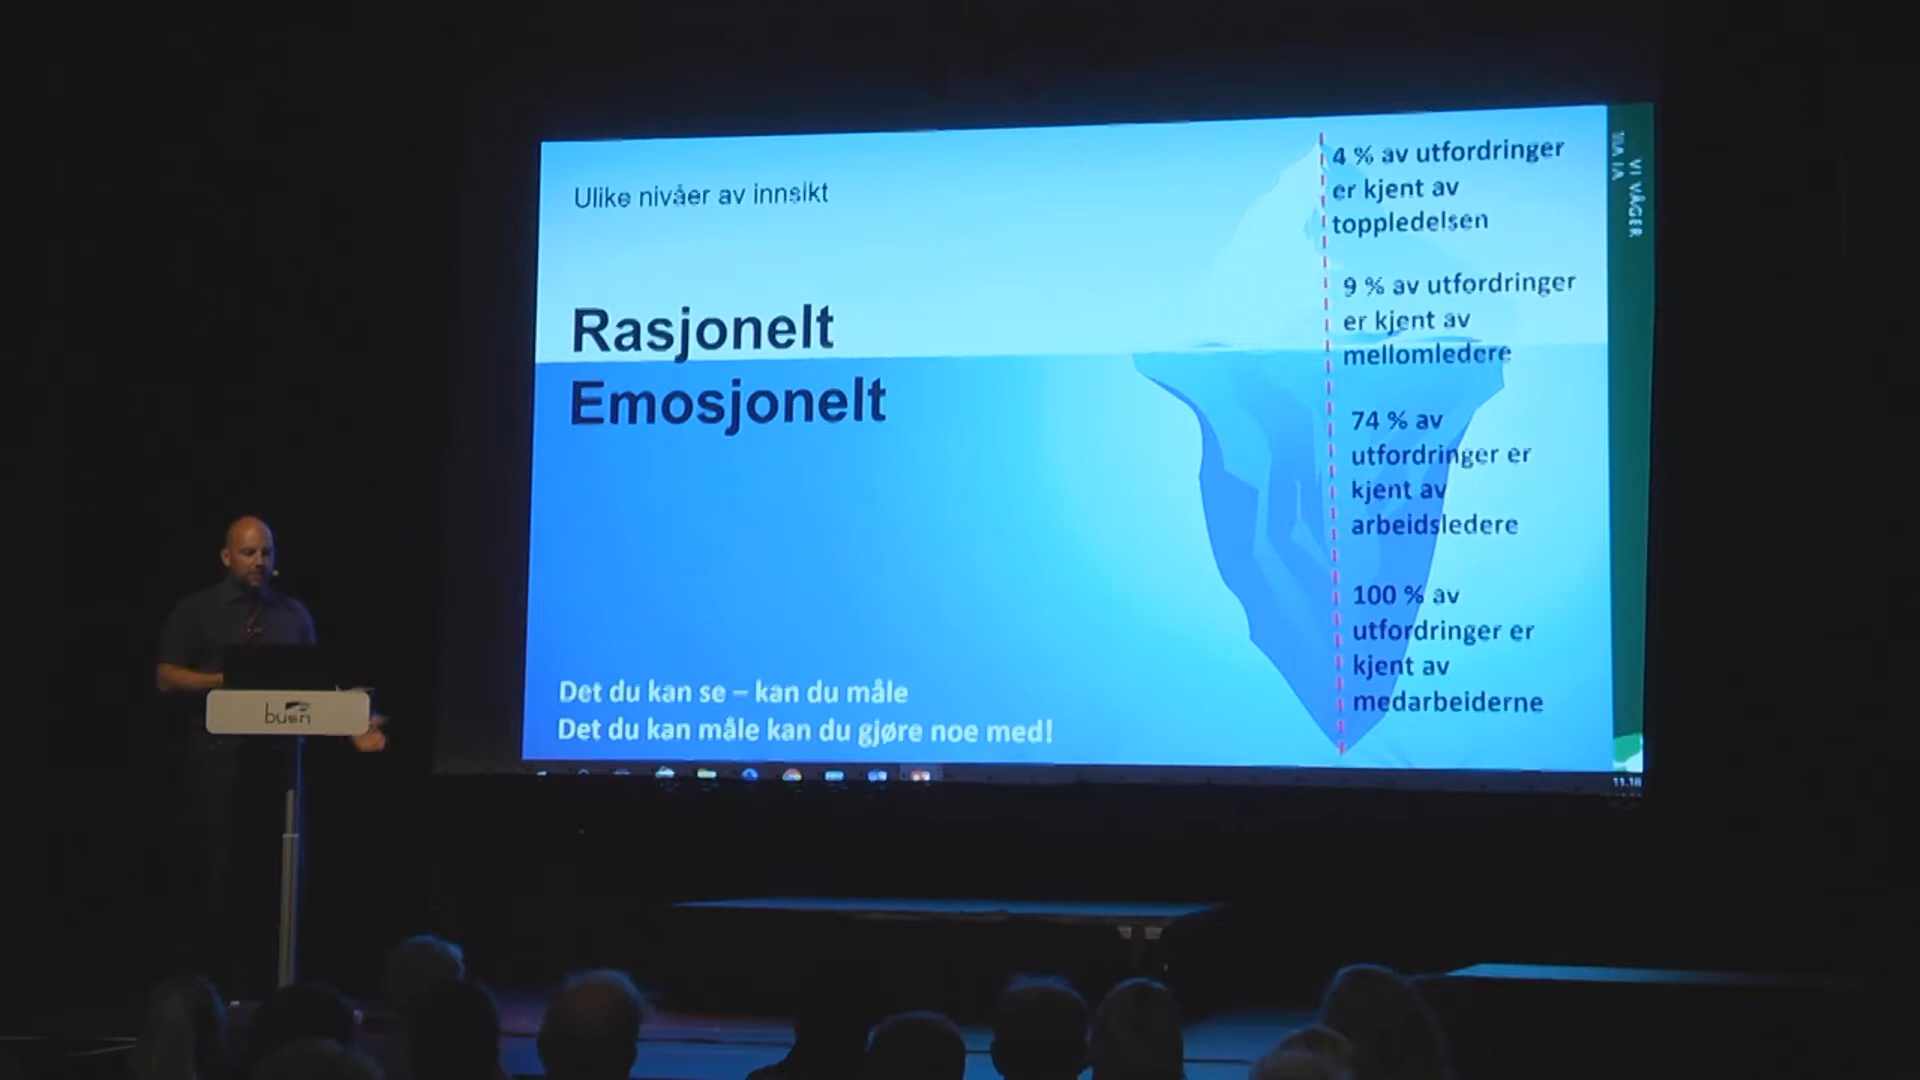 Ulike nivåer av innsikt
Rasjonelt
Emosjonelt
Det du kan se – kan du måle
Det du kan måle kan du gjøre noe med!
4 % av utfordringer
er kjent av
toppledelsen
9 % av utfordringer
er kjent av
mellomledere
74 % av
utfordringer er
kjent av
arbeidsledere
100 % av
utfordringer er
kjent av
medarbeiderne
VI VÅGER
11.16
buen